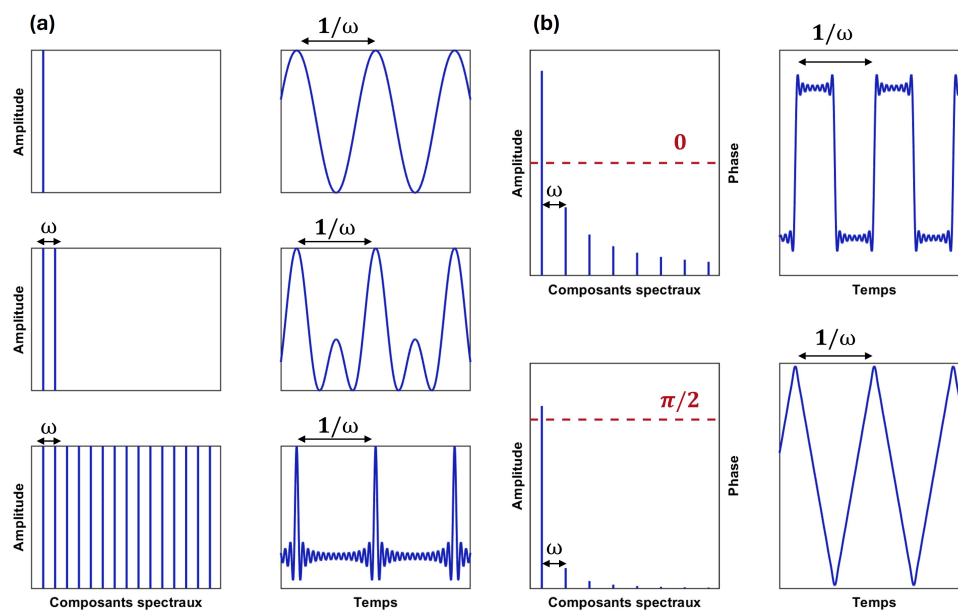 (a)
1/ω
Amplitude
ω
1/ω
Amplitude
ω
1/ω
Amplitude
Composants spectraux
Temps
(b)
1/ω
0
Amplitude
Phase
ω
Composants spectraux
Temps
1/ω
π/2
Amplitude
Phase
ω
Composants spectraux
Temps